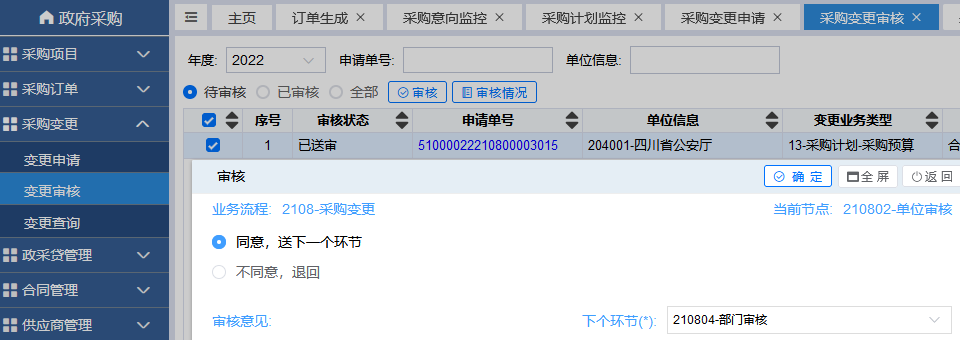 政府采购
采购项目
采购订单
采购变更
变更申请
变更审核
变更查询
政采贷管理
合同管理
供应商管理
主页 订单生成 × 采购意向监控 × 采购计划监控 × 采购变更申请 × 采购变更审核 ×
年度: 2022 申请单号: 单位信息:
待审核 已审核 全部 审核 审核情况
序号 审核状态 申请单号 单位信息 变更业务类型
1 已送审 51000022210800003015 204001-四川省公安厅 13-采购计划-采购预算 合
审核 确 定 全屏 返回
业务流程: 2108-采购变更 当前节点: 210802-单位审核
同意，送下一个环节
不同意，退回
审核意见: 下个环节(*): 210804-部门审核